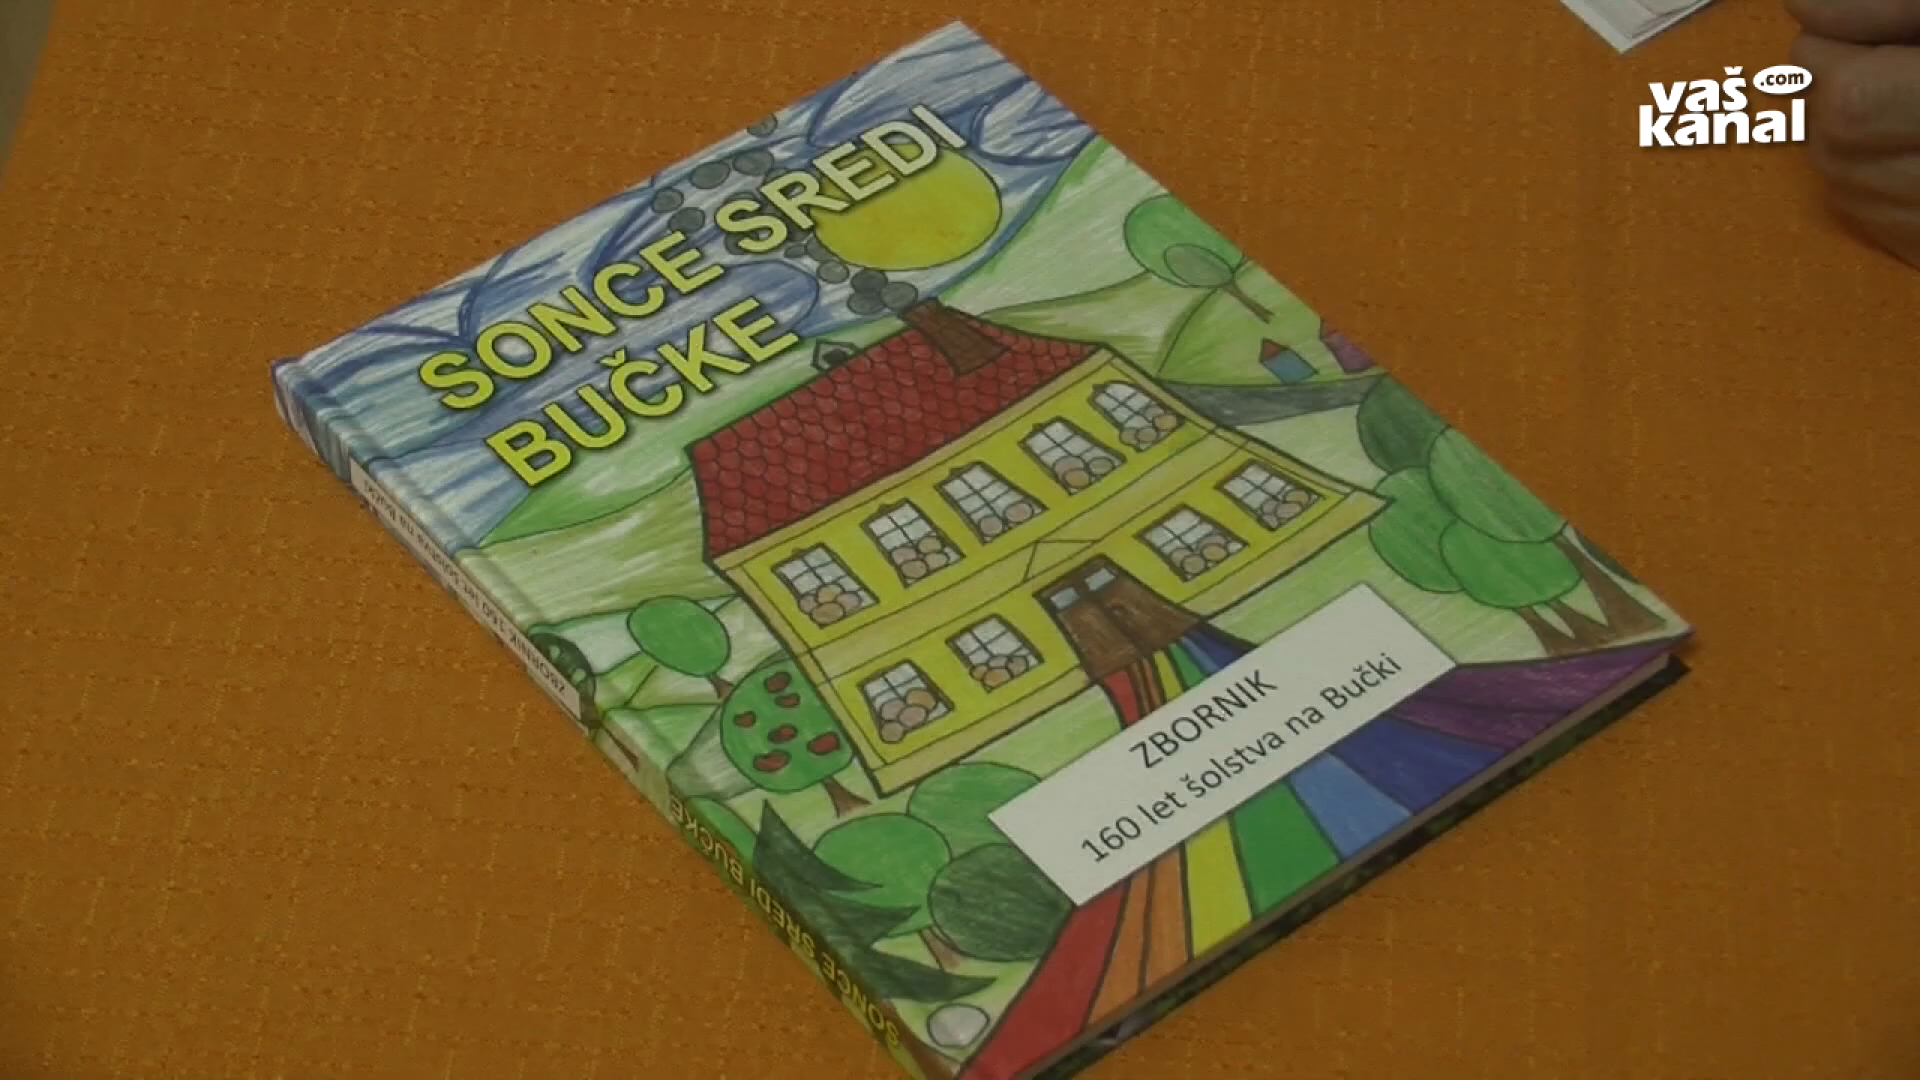 SONCE SREDI
BUČKE
ZBORNIK
160 let šolstva na Bučki
ZBORNIK 160 let šolstva na Bučki
SONCE SREDI BUČKE
vaš .com
kanal